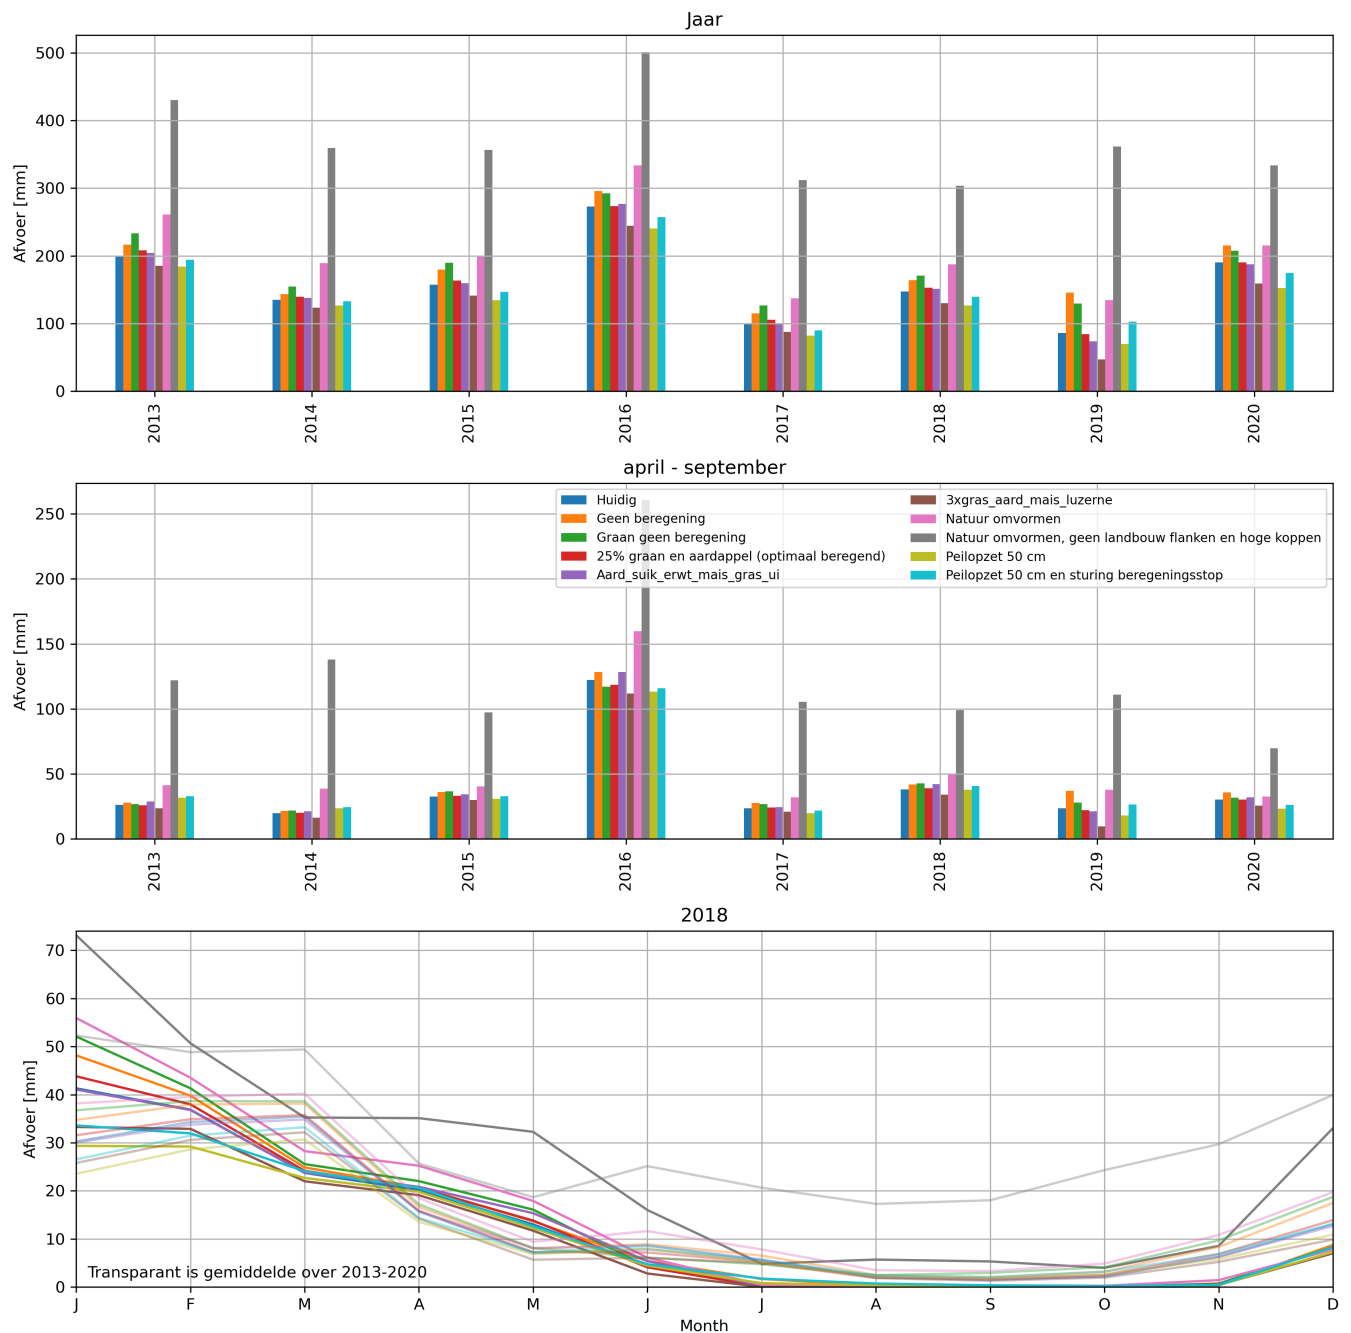 Jaar
Afvoer [mm]
500
400
300
200
100
0
2013 2014 2015 2016 2017 2018 2019 2020
april - september
Afvoer [mm]
250
200
150
100
50
0
Huidig
Geen beregening
Graan geen beregening
25% graan en aardappel (optimaal beregend)
Aard_suik_erwt_mais_gras_ui
3xgras_aard_mais_luzerne
Natuur omvormen
Natuur omvormen, geen landbouw flanken en hoge koppen
Peilopzet 50 cm
Peilopzet 50 cm en sturing beregeningsstop
2013 2014 2015 2016 2017 2018 2019 2020
2018
Afvoer [mm]
70
60
50
40
30
20
10
0
Transparant is gemiddelde over 2013-2020
J F M A M J J A S O N D
Month